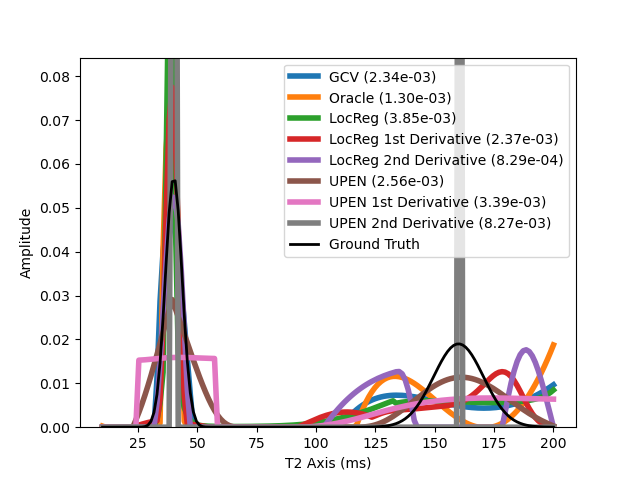 0.08
0.07
0.06
0.05
0.04
0.03
0.02
0.01
0.00
Amplitude
GCV (2.34e-03)
Oracle (1.30e-03)
LocReg (3.85e-03)
LocReg 1st Derivative (2.37e-03)
LocReg 2nd Derivative (8.29e-04)
UPEN (2.56e-03)
UPEN 1st Derivative (3.39e-03)
UPEN 2nd Derivative (8.27e-03)
Ground Truth
25 50 75 100 125 150 175 200
T2 Axis (ms)